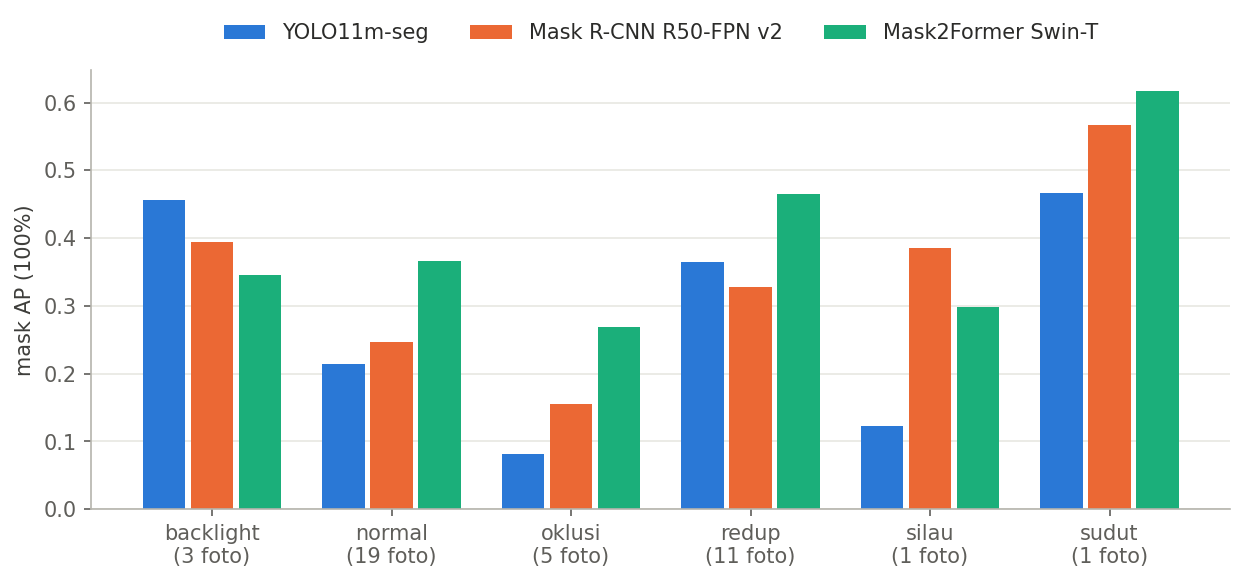 YOLO11m-seg Mask R-CNN R50-FPN v2 Mask2Former Swin-T
mask AP (100%)
0.6
0.5
0.4
0.3
0.2
0.1
0.0
backlight normal oklusi redup silau sudut
(3 foto) (19 foto) (5 foto) (11 foto) (1 foto) (1 foto)